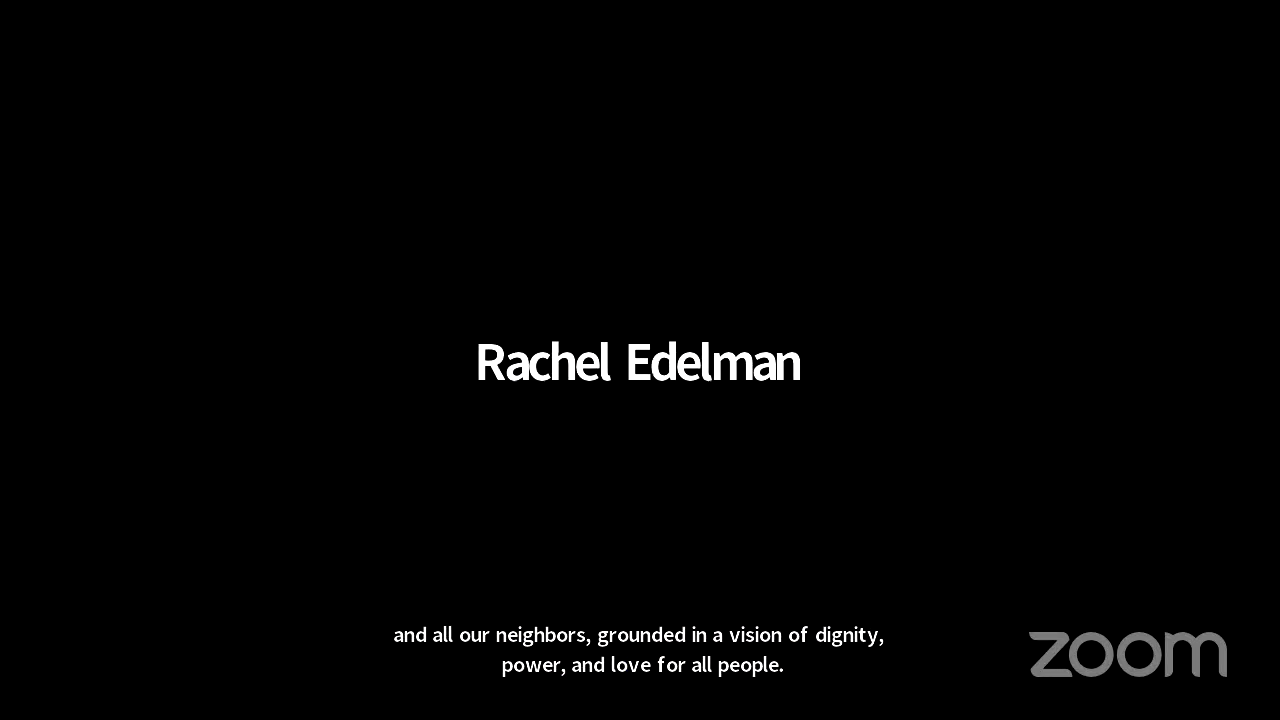 Rachel Edelman
and all our neighbors, grounded in a vision of dignity,
power, and love for all people.
zoom